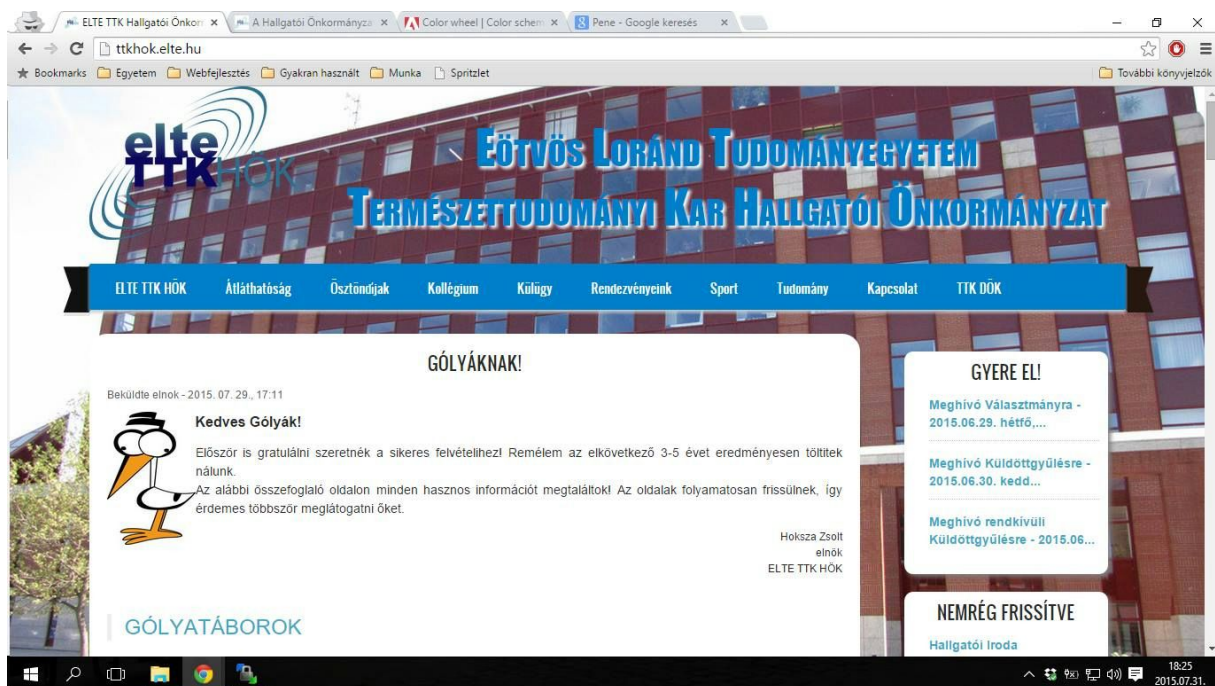 ELTE TTK Hallgatói Önkorr
A Hallgatói Önkormányza
Color wheel | Color schem
Pene - Google keresés
ttkhok.elte.hu
Bookmarks
Egyetem
Webfejlesztés
Gyakran használt
Munka
Spritzlet
További könyvjelzők
elte
TTKHÖK
Eötvös Loránd Tudományegyetem
Természettudományi Kar Hallgatói Önkormányzat
ELTE TTK HÖK
Átláthatóság
Ösztöndíjak
Kollégium
Külügy
Rendezvényeink
Sport
Tudomány
Kapcsolat
TTK DÖK
GÓLYÁKNAK!
Beküldte elnok - 2015. 07. 29., 17:11
Kedves Gólyák!
Először is gratulálni szeretnék a sikeres felvételihez! Remélem az elkövetkező 3-5 évet eredményesen töltitek
nálunk.
Az alábbi összefoglaló oldalon minden hasznos információt megtaláltok! Az oldalak folyamatosan frissülnek, így
érdemes többször meglátogatni őket.
Hoksza Zsolt
elnök
ELTE TTK HÖK
GÓLYATÁBOROK
GYERE EL!
Meghívó Választmányra -
2015.06.29. hétfő,...
Meghívó Küldöttgyűlésre -
2015.06.30. kedd...
Meghívó rendkívüli
Küldöttgyűlésre - 2015.06...
NEMRÉG FRISSÍTVE
Hallgatói Iroda
18:25
2015.07.31.